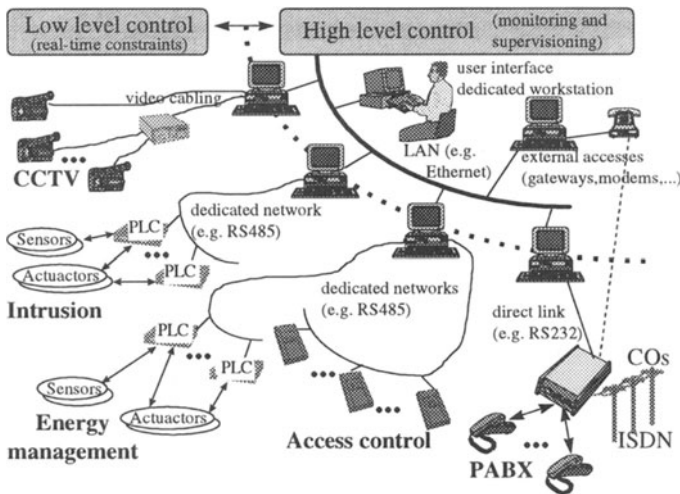 Low level control
(real-time constraints)
High level control (monitoring and
supervisioning)
user interface
dedicated workstation
video cabling
LAN (e.g.
Ethernet)
external accesses
(gateways,modems,...)
CCTV
dedicated network
(e.g. RS485)
PLC
Sensors
Actuactors
PLC
Intrusion
dedicated networks
(e.g. RS485)
direct link
(e.g. RS232)
PLC
PLC
Sensors
Actuactors
Energy
management
Access control
COs
ISDN
PABX